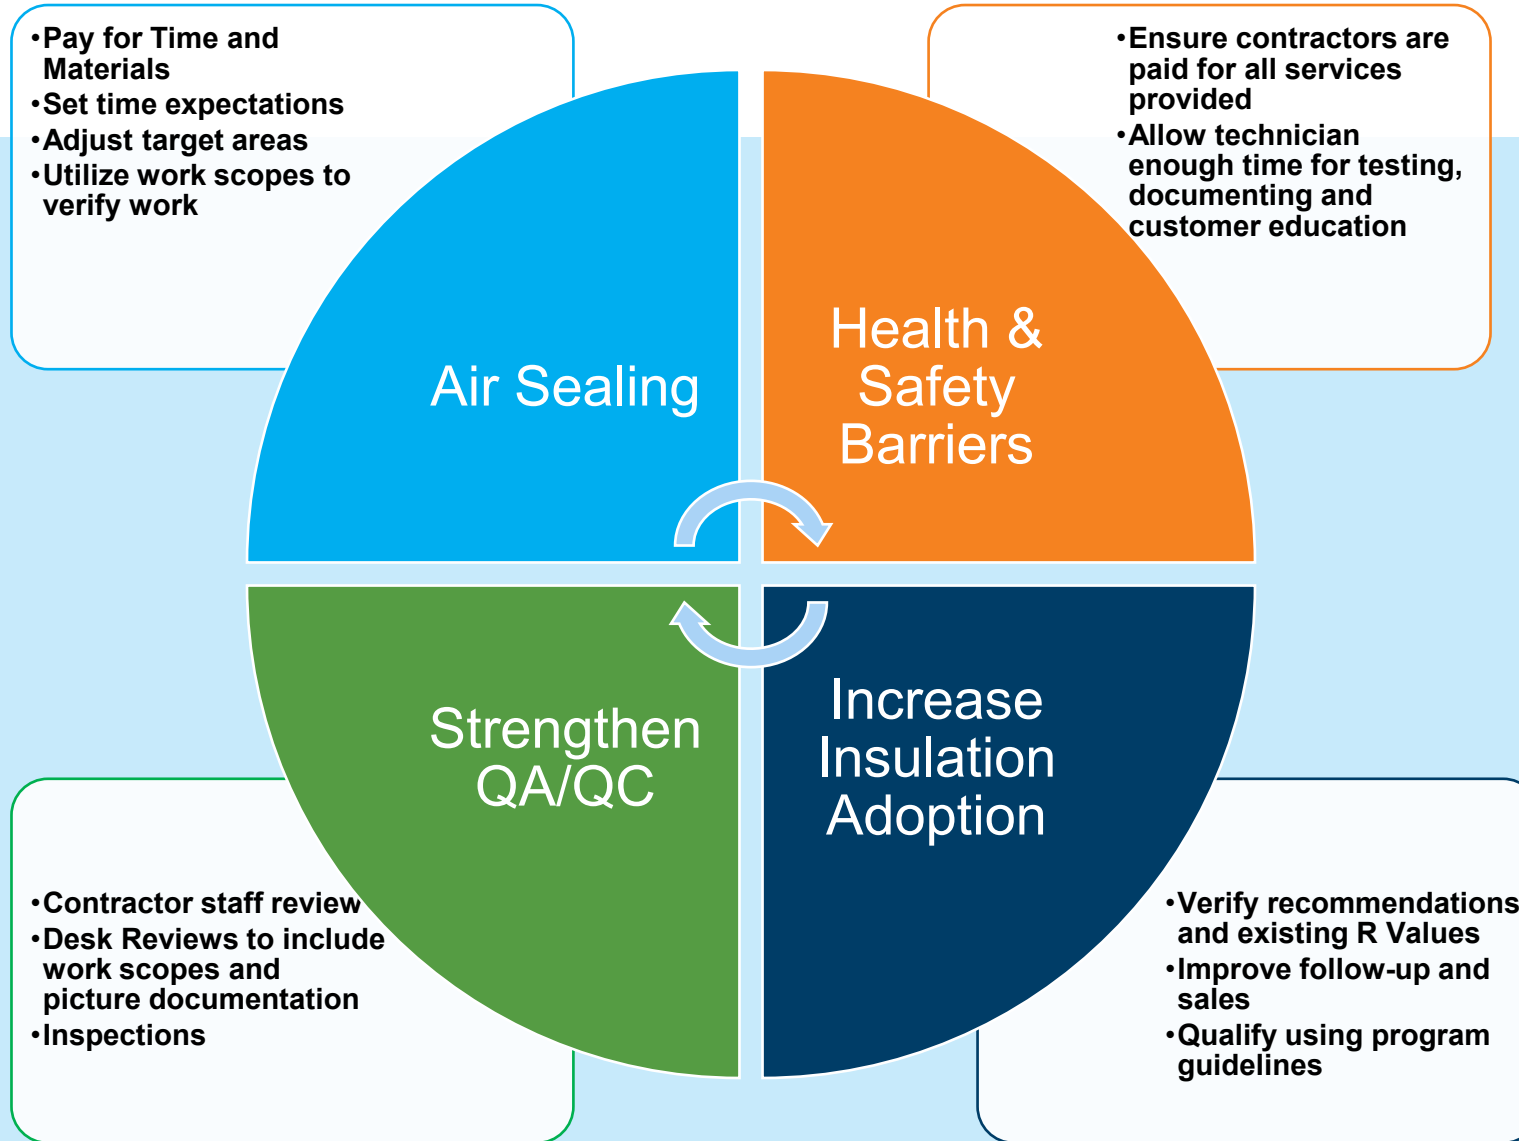 •Pay for Time and
Materials
•Set time expectations
•Adjust target areas
•Utilize work scopes to
verify work
•Ensure contractors are
paid for all services
provided
•Allow technician
enough time for testing,
documenting and
customer education
Air Sealing
Health &
Safety
Barriers
Strengthen
QA/QC
Increase
Insulation
Adoption
•Contractor staff review
•Desk Reviews to include
work scopes and
picture documentation
•Inspections
•Verify recommendations
and existing R Values
•Improve follow-up and
sales
•Qualify using program
guidelines